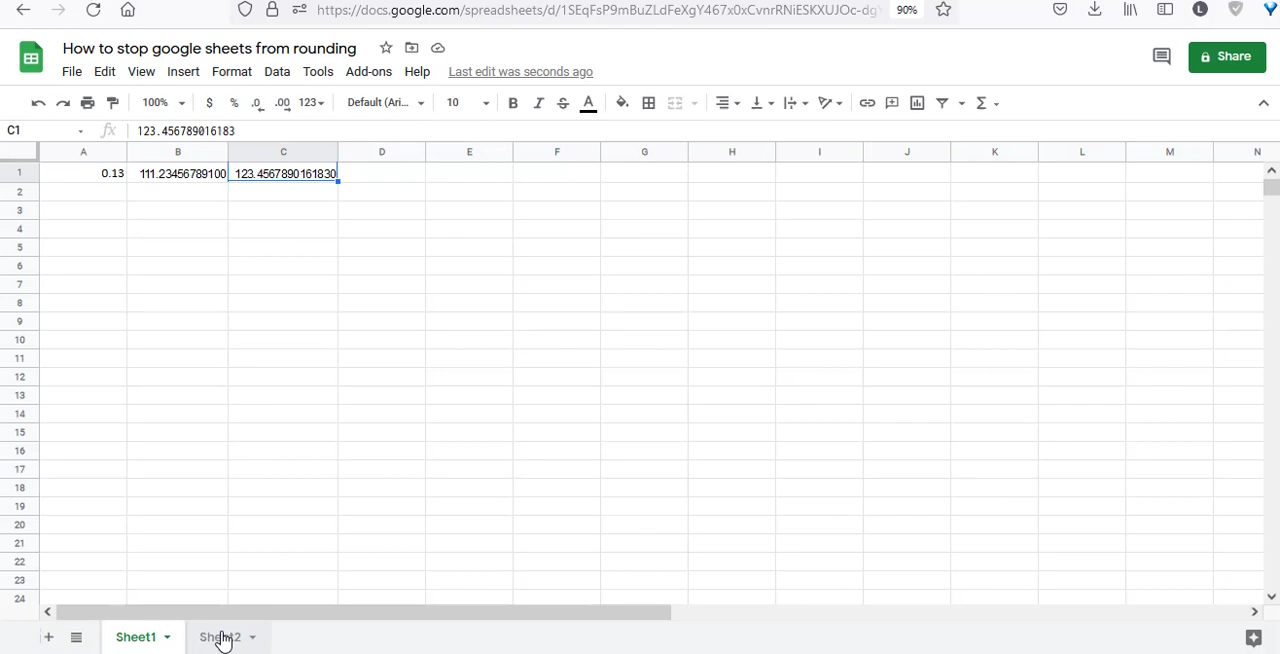 https://docs.google.com/spreadsheets/d/1SEqFsP9mBuZLdFeXgY467x0xCvnrRNiESKXUJOc-dgY
90%
L
How to stop google sheets from rounding
File Edit View Insert Format Data Tools Add-ons Help Last edit was seconds ago
Share
100% $ % .0 .00 123 Default (Ari... 10 B I S A Σ
C1 fx 123.456789016183
A B C D E F G H I J K L M N
1 0.13 111.23456789100 123.4567890161830
2
3
4
5
6
7
8
9
10
11
12
13
14
15
16
17
18
19
20
21
22
23
24
+ Sheet1 Sheet2